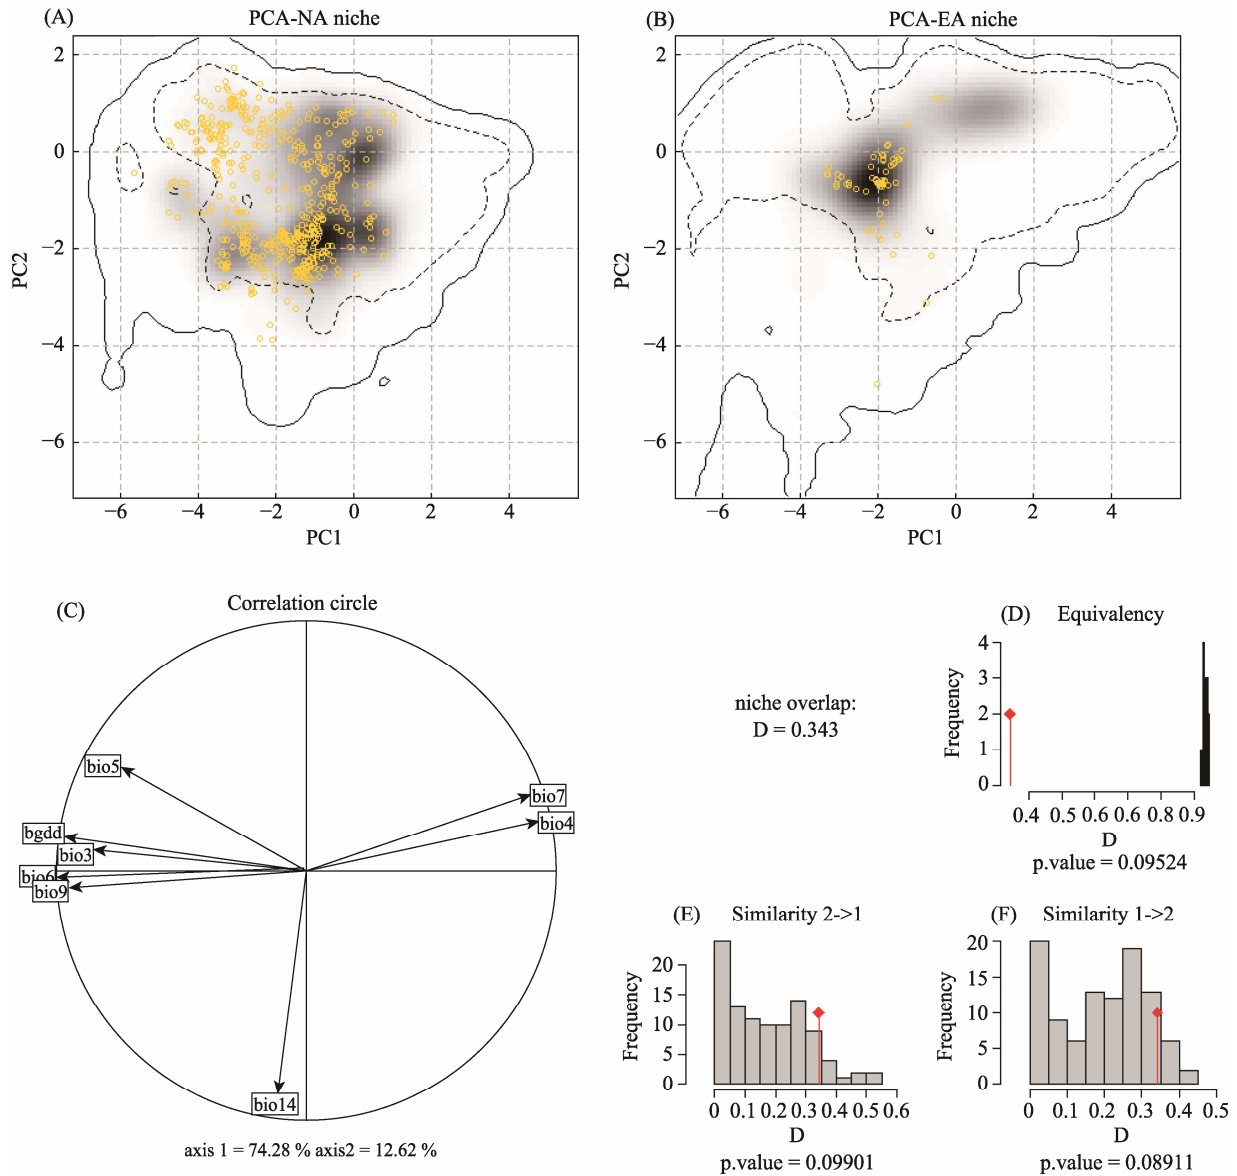 (A)
PCA-NA niche
2
0
−2
−4
−6
PC2
−6 −4 −2 0 2 4
PC1
(B)
PCA-EA niche
2
0
−2
−4
−6
PC2
−6 −4 −2 0 2 4
PC1
(C)
Correlation circle
bio5
bgdd
bio3
bio6
bio9
bio7
bio4
bio14
axis 1 = 74.28 % axis2 = 12.62 %
niche overlap:
D = 0.343
(D)
Equivalency
4
3
2
1
0
Frequency
0.4 0.5 0.6 0.6 0.8 0.8 0.9
D
p.value = 0.09524
(E)
Similarity 2->1
20
15
10
5
0
Frequency
0 0.1 0.2 0.3 0.4 0.5 0.6
D
p.value = 0.09901
(F)
Similarity 1->2
20
15
10
5
0
Frequency
0 0.1 0.2 0.3 0.4 0.5
D
p.value = 0.08911